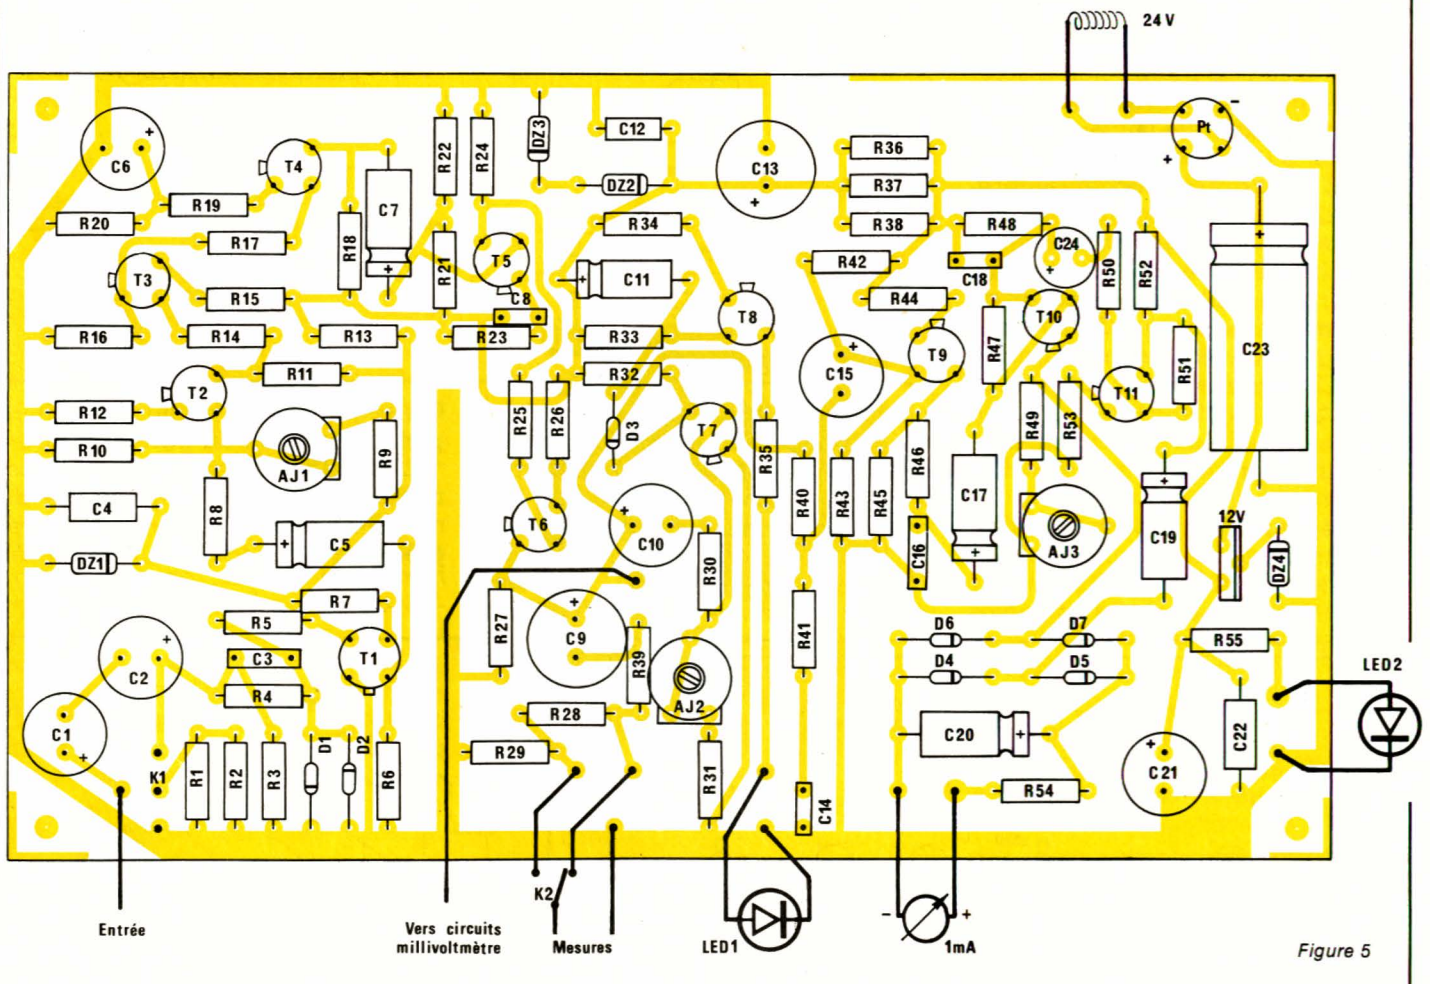 24 V
Pt
-
+
C6
+
T4
R22
R24
DZ3
C12
C13
+
R36
R37
R38
R19
R20
R17
R18
C7
+
R21
DZ2
R34
R48
C24
+
R50
R52
T3
T5
C11
+
R42
C18
R15
C8
R44
T8
T10
R16
R14
R13
R23
R33
T9
R47
R51
C23
+
R11
R32
C15
+
T2
T11
R12
R25
R26
D3
T7
R49
R53
R10
AJ1
R9
R35
R46
R40
R43
R45
C17
+
C4
R8
C5
+
T6
C10
+
AJ3
C19
+
12V
DZ4
DZ1
R30
C16
R7
R27
C9
+
R41
R5
D6
D7
R39
C3
T1
D4
D5
R55
C2
+
R4
AJ2
LED2
C1
+
R28
C20
+
C22
D1
D2
R29
K1
R1
R2
R3
R6
R31
C14
R54
C21
+
K2
Entrée
Vers circuits
millivoltmètre
Mesures
LED1
-
+
1mA
Figure 5